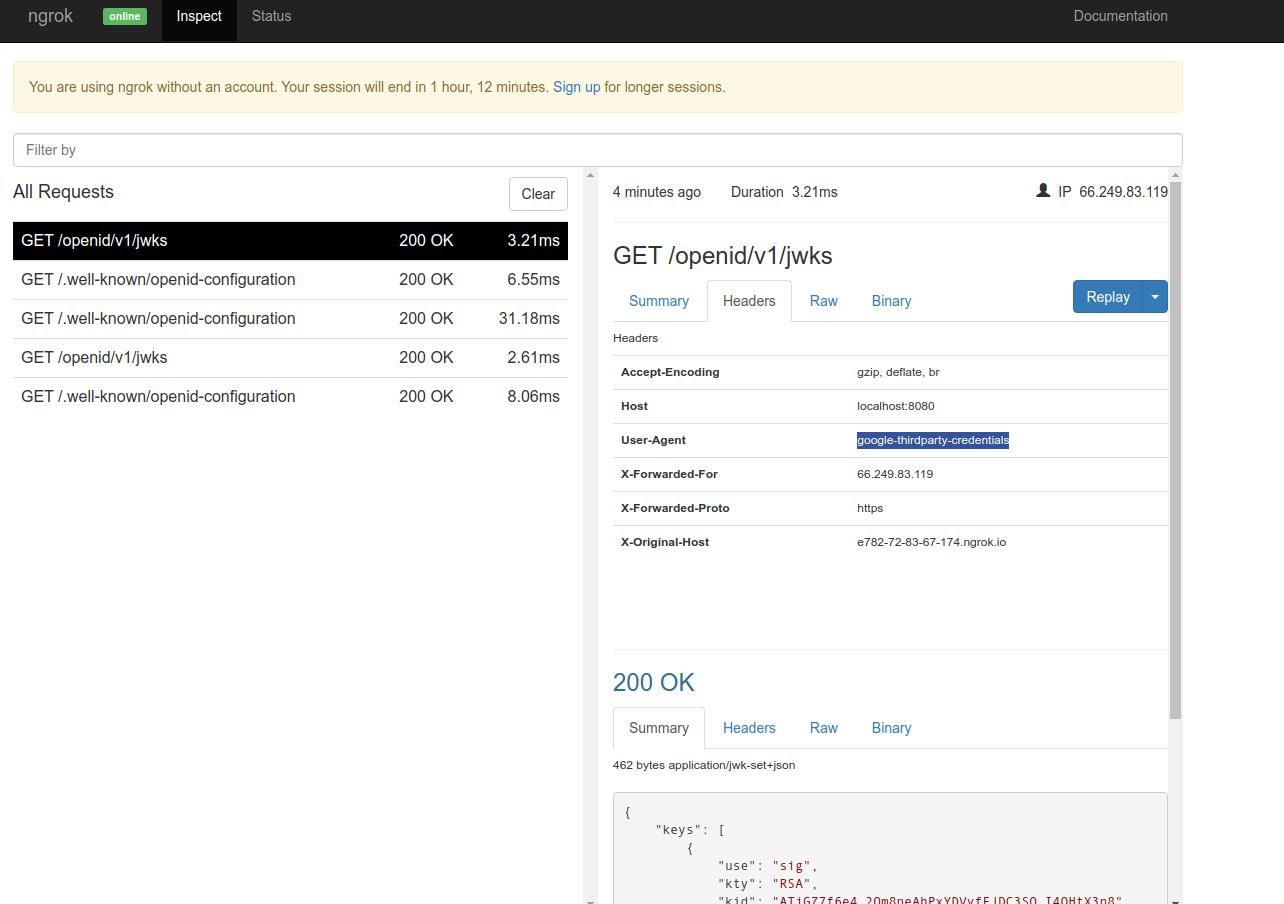 ngrok online Inspect Status Documentation
You are using ngrok without an account. Your session will end in 1 hour, 12 minutes. Sign up for longer sessions.
Filter by
All Requests Clear
GET /openid/v1/jwks 200 OK 3.21ms
GET /.well-known/openid-configuration 200 OK 6.55ms
GET /.well-known/openid-configuration 200 OK 31.18ms
GET /openid/v1/jwks 200 OK 2.61ms
GET /.well-known/openid-configuration 200 OK 8.06ms
4 minutes ago Duration 3.21ms IP 66.249.83.119
GET /openid/v1/jwks
Summary Headers Raw Binary Replay
Headers
Accept-Encoding gzip, deflate, br
Host localhost:8080
User-Agent google-thirdparty-credentials
X-Forwarded-For 66.249.83.119
X-Forwarded-Proto https
X-Original-Host e782-72-83-67-174.ngrok.io
200 OK
Summary Headers Raw Binary
462 bytes application/jwk-set+json
{
"keys": [
{
"use": "sig",
"kty": "RSA",
"kid":